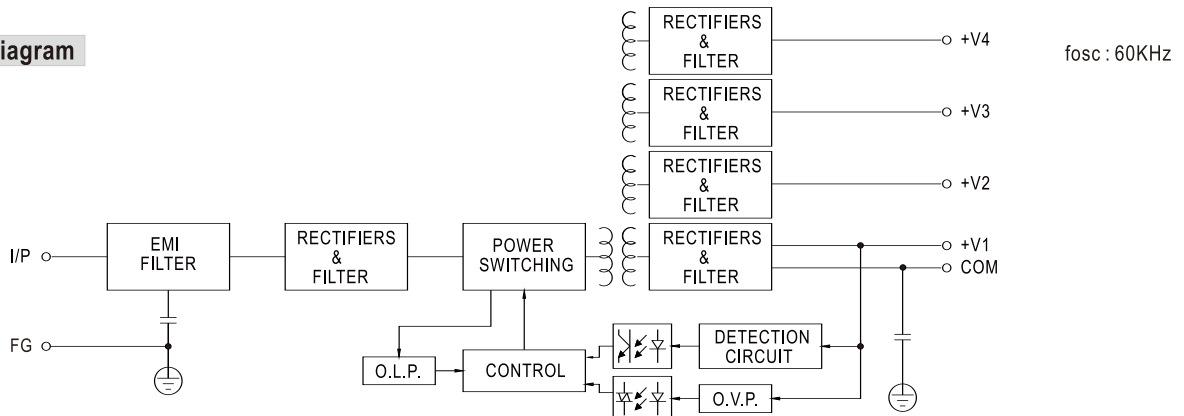 iagram
fosc : 60KHz
RECTIFIERS
&
FILTER
+V4
RECTIFIERS
&
FILTER
+V3
RECTIFIERS
&
FILTER
+V2
I/P
EMI
FILTER
RECTIFIERS
&
FILTER
POWER
SWITCHING
RECTIFIERS
&
FILTER
+V1
COM
FG
O.L.P.
CONTROL
DETECTION
CIRCUIT
O.V.P.